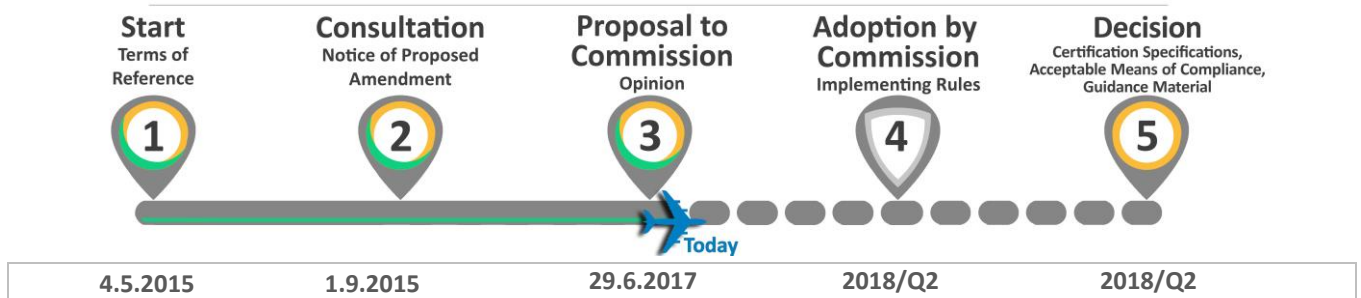 Start
Terms of
Reference
Consultation
Notice of Proposed
Amendment
Proposal to
Commission
Opinion
Adoption by
Commission
Implementing Rules
Decision
Certification Specifications,
Acceptable Means of Compliance,
Guidance Material
1
2
3
4
5
Today
4.5.2015
1.9.2015
29.6.2017
2018/Q2
2018/Q2